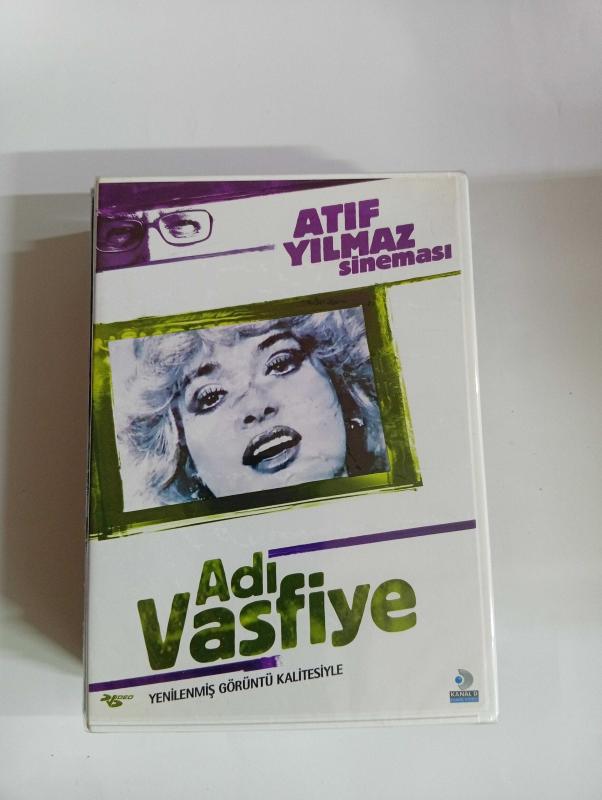 ATIF
YILMAZ
sineması
Adı
Vasfiye
YENİLENMİŞ GÖRÜNTÜ KALİTESİYLE
KANAL D